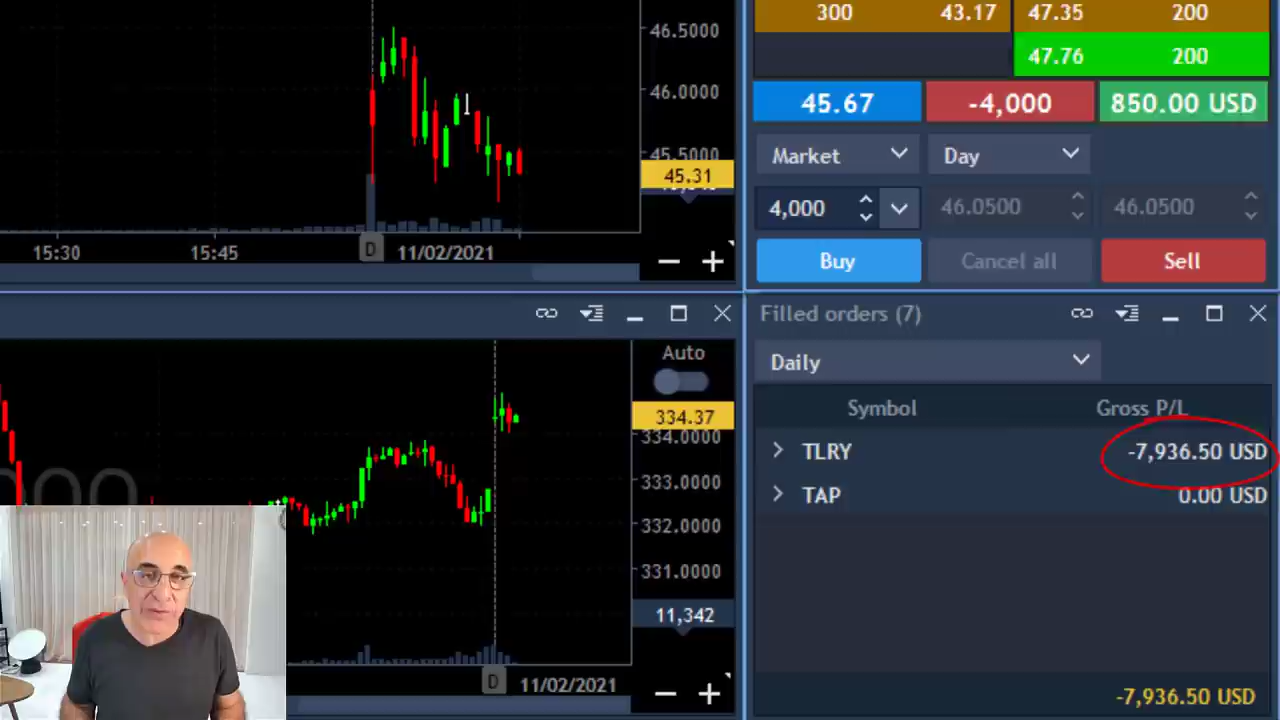 300 43.17 47.35 200
47.76 200
45.67 -4,000 850.00 USD
Market Day
4,000 46.0500 46.0500
Buy Cancel all Sell
46.5000
46.0000
45.5000
45.31
15:30 15:45 D 11/02/2021
Filled orders (7)
Daily
Symbol Gross P/L
TLRY -7,936.50 USD
TAP 0.00 USD
-7,936.50 USD
Auto
334.37
334.0000
333.0000
332.0000
331.0000
11,342
D 11/02/2021